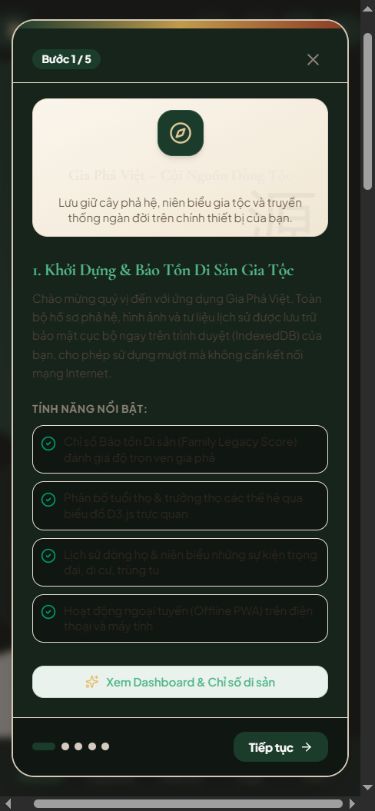 Bước 1 / 5
Gia Phả Việt – Cội Nguồn Dòng Tộc
源
Lưu giữ cây phả hệ, niên biểu gia tộc và truyền
thống ngàn đời trên chính thiết bị của bạn.
1. Khởi Dựng & Bảo Tồn Di Sản Gia Tộc
Chào mừng quý vị đến với ứng dụng Gia Phả Việt. Toàn
bộ hồ sơ phả hệ, hình ảnh và tư liệu lịch sử được lưu trữ
bảo mật cục bộ ngay trên trình duyệt (IndexedDB) của
bạn, cho phép sử dụng mượt mà không cần kết nối
mạng Internet.
TÍNH NĂNG NỔI BẬT:
Chỉ số Bảo tồn Di sản (Family Legacy Score)
đánh giá độ trọn vẹn gia phả
Phân bổ tuổi thọ & trưởng thọ các thế hệ qua
biểu đồ D3.js trực quan
Lịch sử dòng họ & niên biểu những sự kiện trọng
đại, di cư, trùng tu
Hoạt động ngoại tuyến (Offline PWA) trên điện
thoại và máy tính
Xem Dashboard & Chỉ số di sản
Tiếp tục